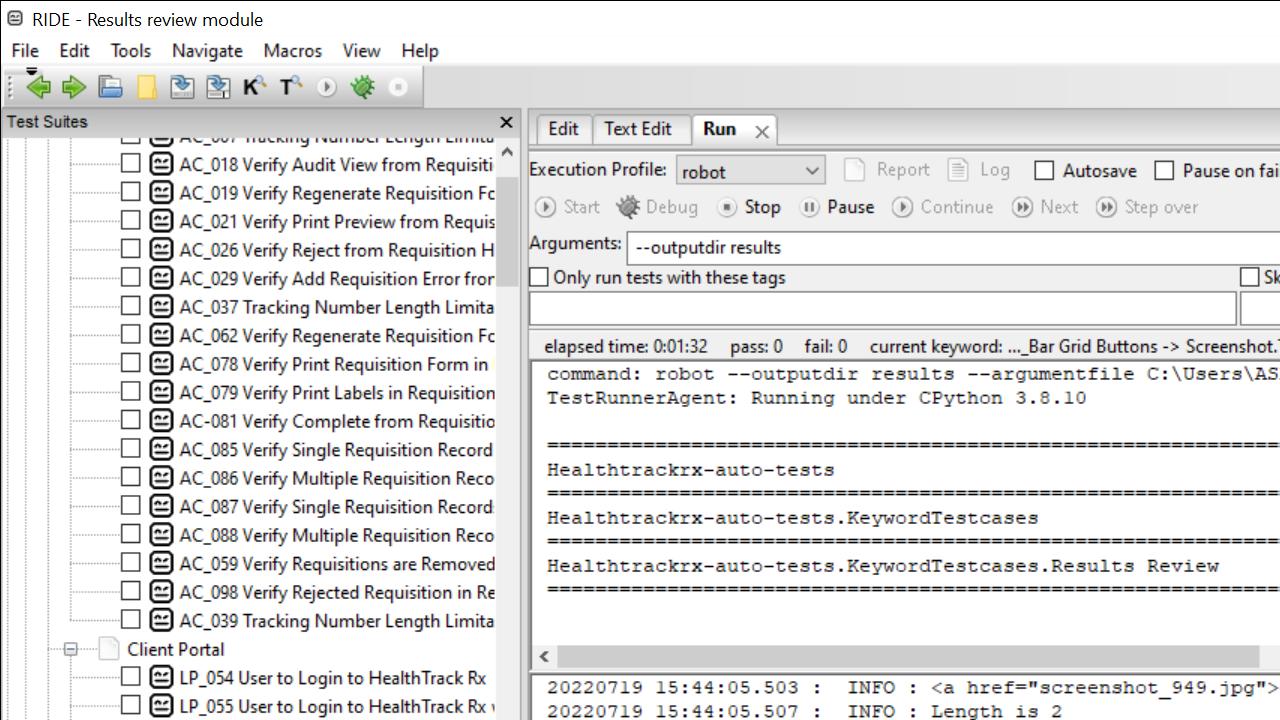 RIDE - Results review module
File Edit Tools Navigate Macros View Help
K T
Test Suites
Tracking Number Length Limita
AC_018 Verify Audit View from Requisiti
AC_019 Verify Regenerate Requisition Fo
AC_021 Verify Print Preview from Requis
AC_026 Verify Reject from Requisition H
AC_029 Verify Add Requisition Error fror
AC_037 Tracking Number Length Limita
AC_062 Verify Regenerate Requisition Fo
AC_078 Verify Print Requisition Form in
AC_079 Verify Print Labels in Requisition
AC-081 Verify Complete from Requisitio
AC_085 Verify Single Requisition Record
AC_086 Verify Multiple Requisition Reco
AC_087 Verify Single Requisition Record
AC_088 Verify Multiple Requisition Reco
AC_059 Verify Requisitions are Removed
AC_098 Verify Rejected Requisition in Re
AC_039 Tracking Number Length Limita
Client Portal
LP_054 User to Login to HealthTrack Rx
LP_055 User to Login to HealthTrack Rx
Edit Text Edit Run
Execution Profile: robot Report Log Autosave Pause on fai
Start Debug Stop Pause Continue Next Step over
Arguments: --outputdir results
Only run tests with these tags Sk
elapsed time: 0:01:32 pass: 0 fail: 0 current keyword: ..._Bar Grid Buttons -> Screenshot.
command: robot --outputdir results --argumentfile C:\Users\AS
TestRunnerAgent: Running under CPython 3.8.10
==============================================================
Healthtrackrx-auto-tests
==============================================================
Healthtrackrx-auto-tests.KeywordTestcases
==============================================================
Healthtrackrx-auto-tests.KeywordTestcases.Results Review
==============================================================
20220719 15:44:05.503 : INFO : <a href="screenshot_949.jpg">
20220719 15:44:05.507 : INFO : Length is 2